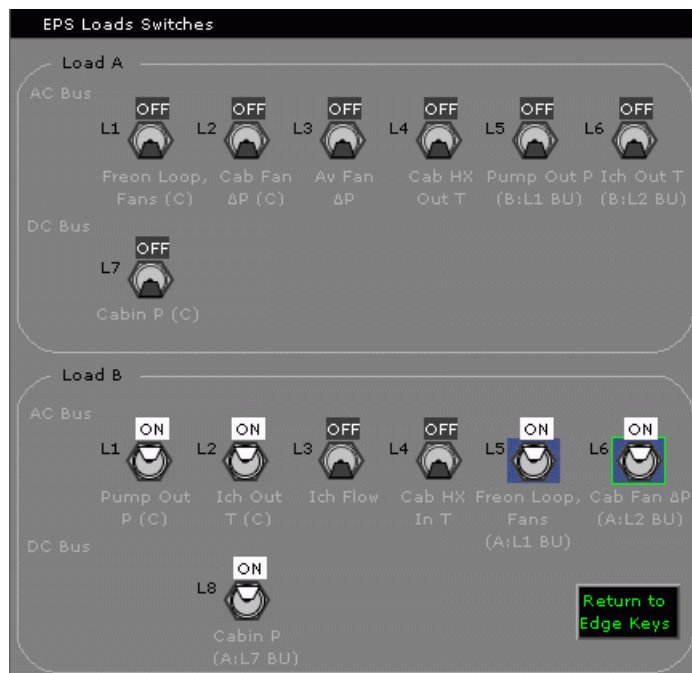 EPS Loads Switches
Load A
AC Bus
OFF OFF OFF OFF OFF OFF
L1 L2 L3 L4 L5 L6
Freon Loop, Cab Fan Av Fan Cab HX Pump Out P Ich Out T
Fans (C) ΔP (C) ΔP Out T (B:L1 BU) (B:L2 BU)
DC Bus
OFF
L7
Cabin P (C)
Load B
AC Bus
ON ON OFF OFF ON ON
L1 L2 L3 L4 L5 L6
Pump Out Ich Out Ich Flow Cab HX Freon Loop, Cab Fan ΔP
P (C) T (C) In T Fans (A:L2 BU)
(A:L1 BU)
DC Bus
ON
L8
Cabin P
(A:L7 BU)
Return to
Edge Keys